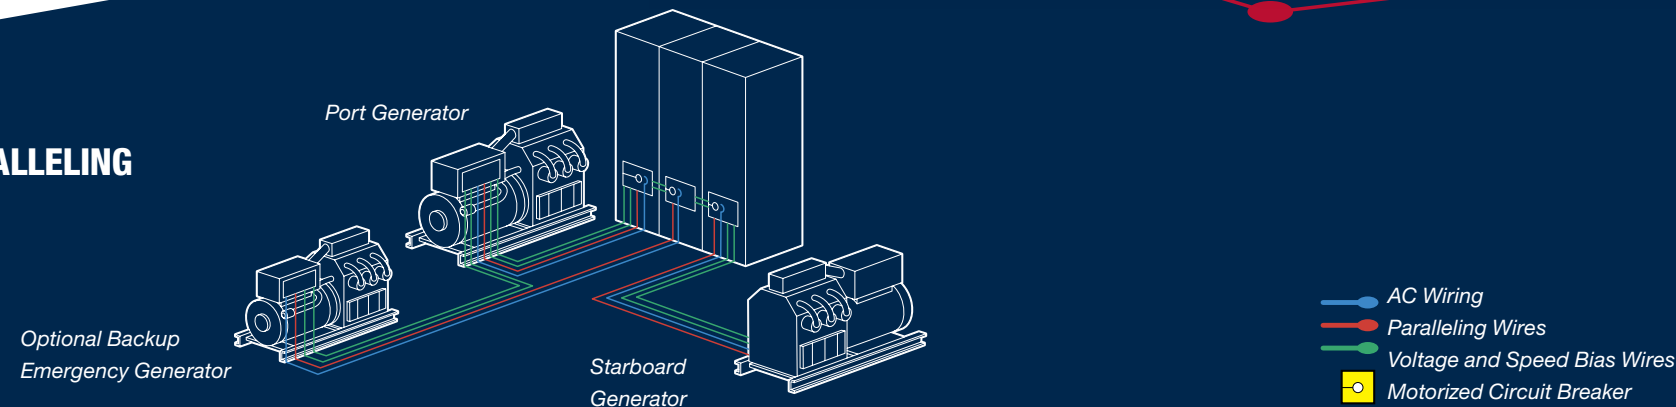 Port Generator
ALLELING
Optional Backup
Emergency Generator
Starboard
Generator
AC Wiring
Paralleling Wires
Voltage and Speed Bias Wires
Motorized Circuit Breaker